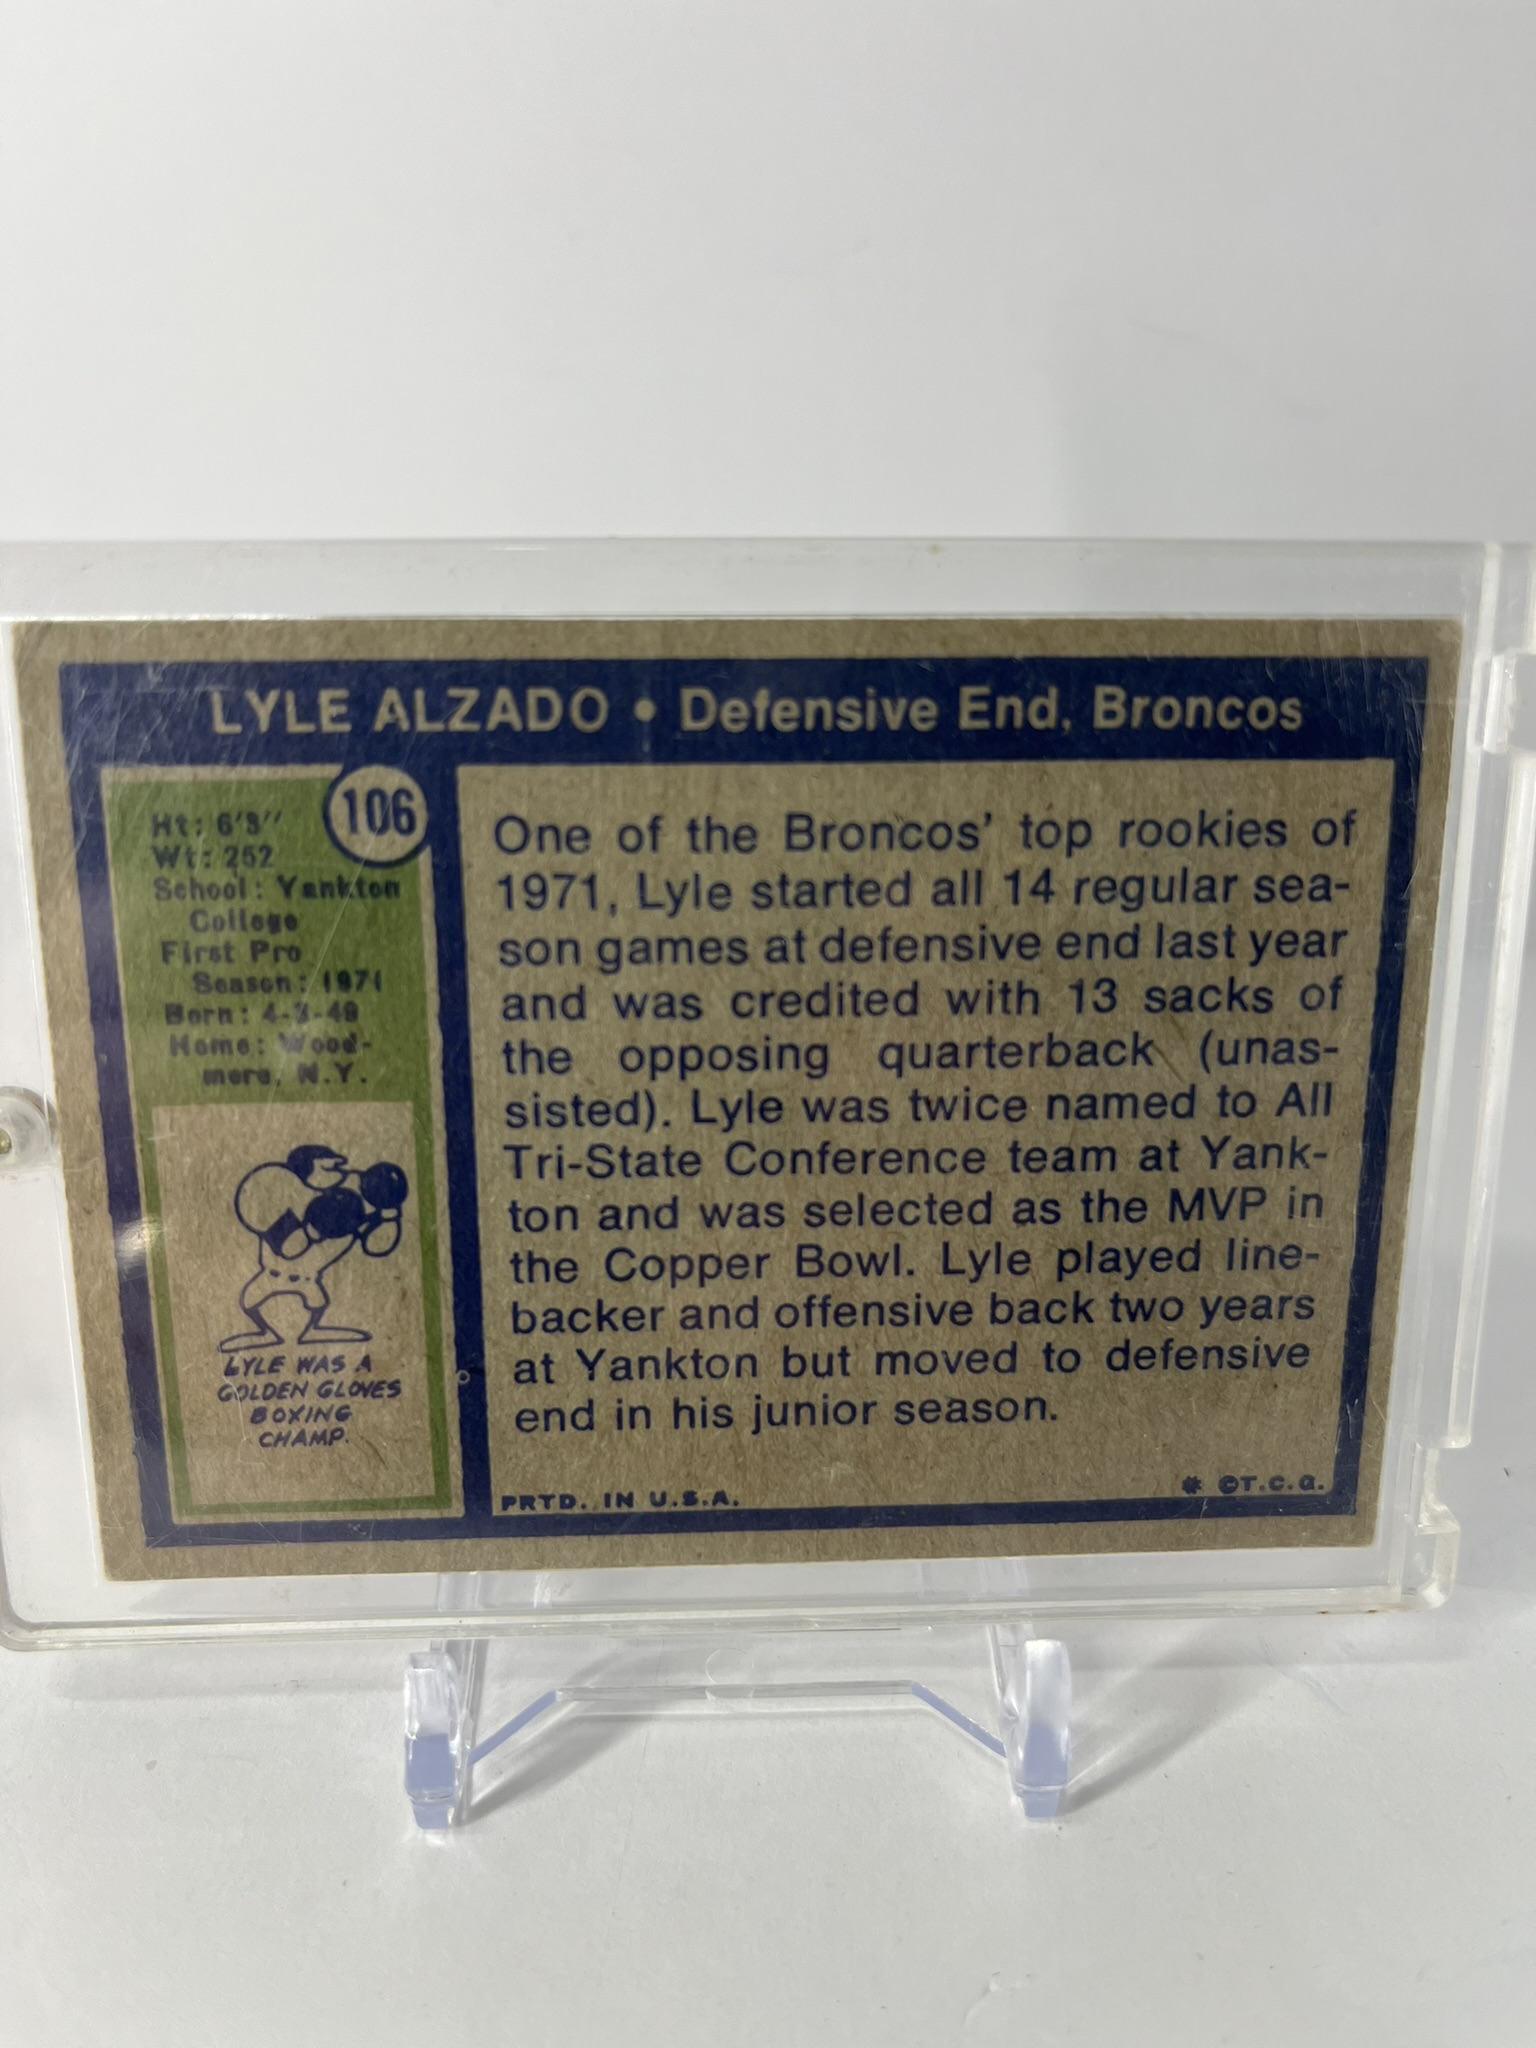 LYLE ALZADO • Defensive End, Broncos
106
Ht: 6'3"
Wt: 252
School: Yankton
College
First Pro
Season: 1971
Born: 4-3-49
Home: Wood-
mere, N.Y.
LYLE WAS A
GOLDEN GLOVES
BOXING
CHAMP.
One of the Broncos' top rookies of
1971, Lyle started all 14 regular sea-
son games at defensive end last year
and was credited with 13 sacks of
the opposing quarterback (unas-
sisted). Lyle was twice named to All
Tri-State Conference team at Yank-
ton and was selected as the MVP in
the Copper Bowl. Lyle played line-
backer and offensive back two years
at Yankton but moved to defensive
end in his junior season.
PRTD. IN U.S.A.
* ©T.C.G.